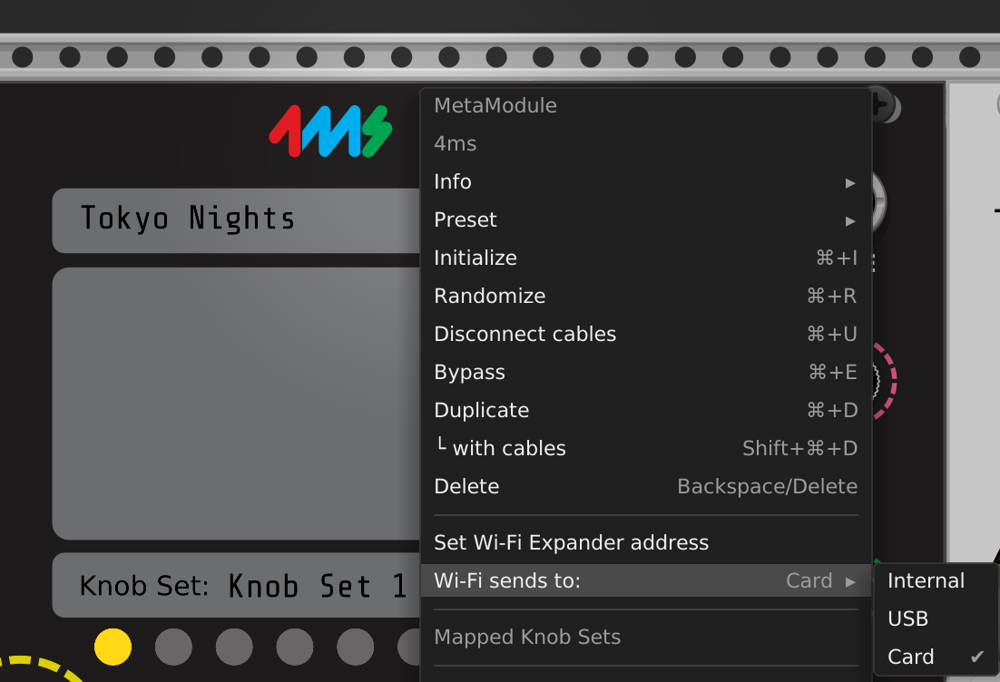 4ms
MetaModule
4ms
Tokyo Nights
Info ▸
Preset ▸
Initialize ⌘+I
Randomize ⌘+R
Disconnect cables ⌘+U
Bypass ⌘+E
Duplicate ⌘+D
└ with cables Shift+⌘+D
Delete Backspace/Delete
Set Wi-Fi Expander address
Wi-Fi sends to: Card ▸
Internal
USB
Card ✔
Knob Set: Knob Set 1
Mapped Knob Sets